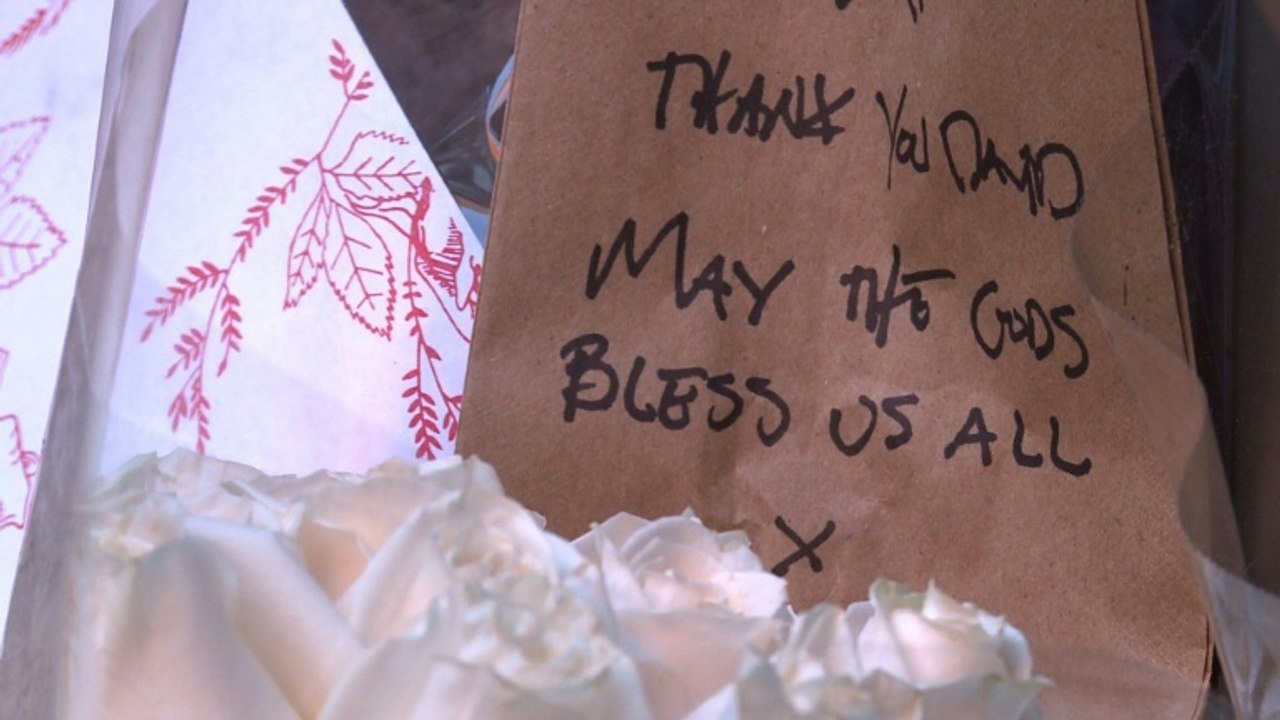 THANK YOU DAVID
MAY THE GODS
BLESS US ALL
X